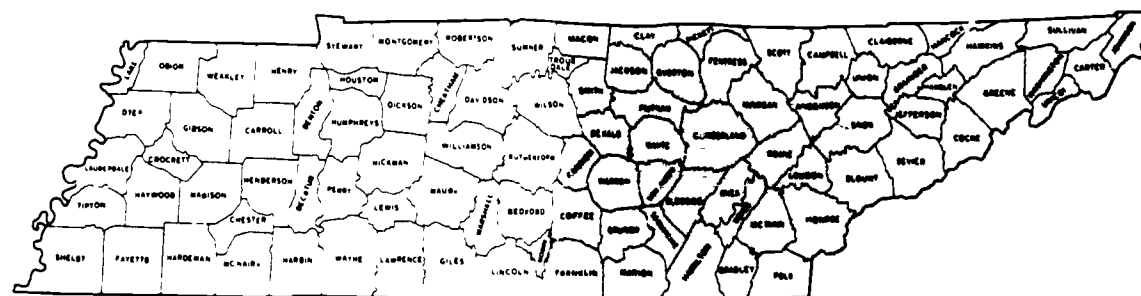 STEWART
MONTGOMERY
ROBERTSON
SUMNER
MACON
CLAY
SCOTT
CAMPBELL
CLAIBORNE
HANCOCK
HAWKINS
SULLIVAN
CARTER
LAKE
OBION
WEAKLEY
HENRY
HOUSTON
DICKSON
CHEATHAM
DAVIDSON
TROUSDALE
WILSON
SMITH
JACKSON
OVERTON
FENTRESS
MORGAN
ANDERSON
UNION
GREENE
DYER
GIBSON
CARROLL
BENTON
HUMPHREYS
WILLIAMSON
RUTHERFORD
CANNON
DEKALB
PUTNAM
WHITE
CUMBERLAND
ROANE
KNOX
JEFFERSON
COCKE
SEVIER
LAUDERDALE
CROCKETT
HAYWOOD
MADISON
HENDERSON
DECATUR
PERRY
HICKMAN
LEWIS
MAURY
MARSHALL
BEDFORD
COFFEE
WARREN
BLEDSOE
RHEA
LOUDON
BLOUNT
MONROE
TIPTON
CHESTER
SHELBY
FAYETTE
HARDEMAN
MCNAIRY
HARDIN
WAYNE
LAWRENCE
GILES
LINCOLN
FRANKLIN
GRUNDY
MARION
HAMILTON
BRADLEY
MCMINN
POLK